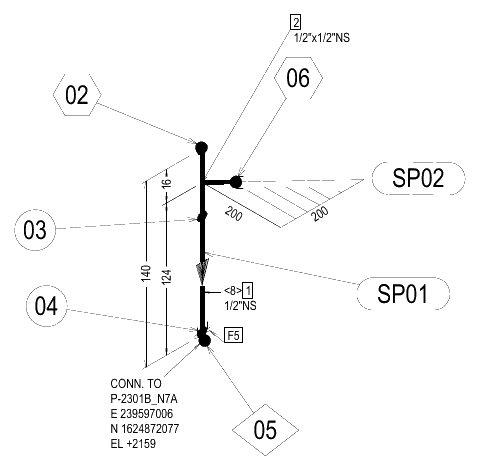 2
1/2"x1/2"NS
06
02
16
SP02
200
200
03
140
124
SP01
<8> 1
1/2"NS
04
F5
CONN. TO
P-2301B_N7A
E 239597006
N 1624872077
EL +2159
05